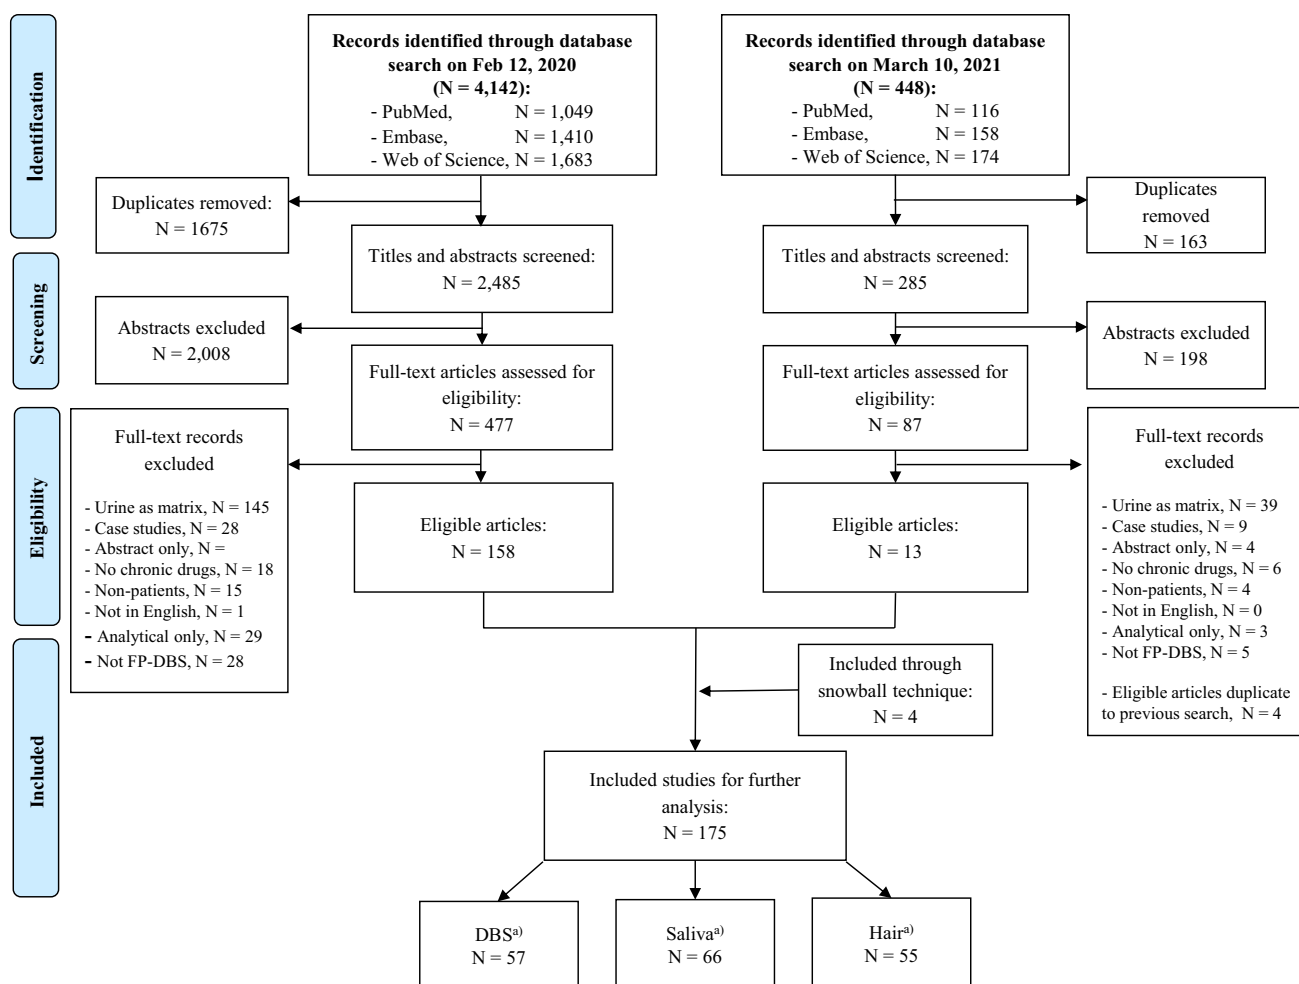 Identification
Records identified through database
search on Feb 12, 2020
(N = 4,142):
- PubMed, N = 1,049
- Embase, N = 1,410
- Web of Science, N = 1,683
Records identified through database
search on March 10, 2021
(N = 448):
- PubMed, N = 116
- Embase, N = 158
- Web of Science, N = 174
Duplicates removed:
N = 1675
Duplicates
removed
N = 163
Screening
Titles and abstracts screened:
N = 2,485
Titles and abstracts screened:
N = 285
Abstracts excluded
N = 2,008
Abstracts excluded
N = 198
Full-text articles assessed for
eligibility:
N = 477
Full-text articles assessed for
eligibility:
N = 87
Eligibility
Full-text records
excluded
- Urine as matrix, N = 145
- Case studies, N = 28
- Abstract only, N =
- No chronic drugs, N = 18
- Non-patients, N = 15
- Not in English, N = 1
- Analytical only, N = 29
- Not FP-DBS, N = 28
Eligible articles:
N = 158
Eligible articles:
N = 13
Full-text records
excluded
- Urine as matrix, N = 39
- Case studies, N = 9
- Abstract only, N = 4
- No chronic drugs, N = 6
- Non-patients, N = 4
- Not in English, N = 0
- Analytical only, N = 3
- Not FP-DBS, N = 5
- Eligible articles duplicate
to previous search, N = 4
Included
Included through
snowball technique:
N = 4
Included studies for further
analysis:
N = 175
DBS a)
N = 57
Saliva a)
N = 66
Hair a)
N = 55